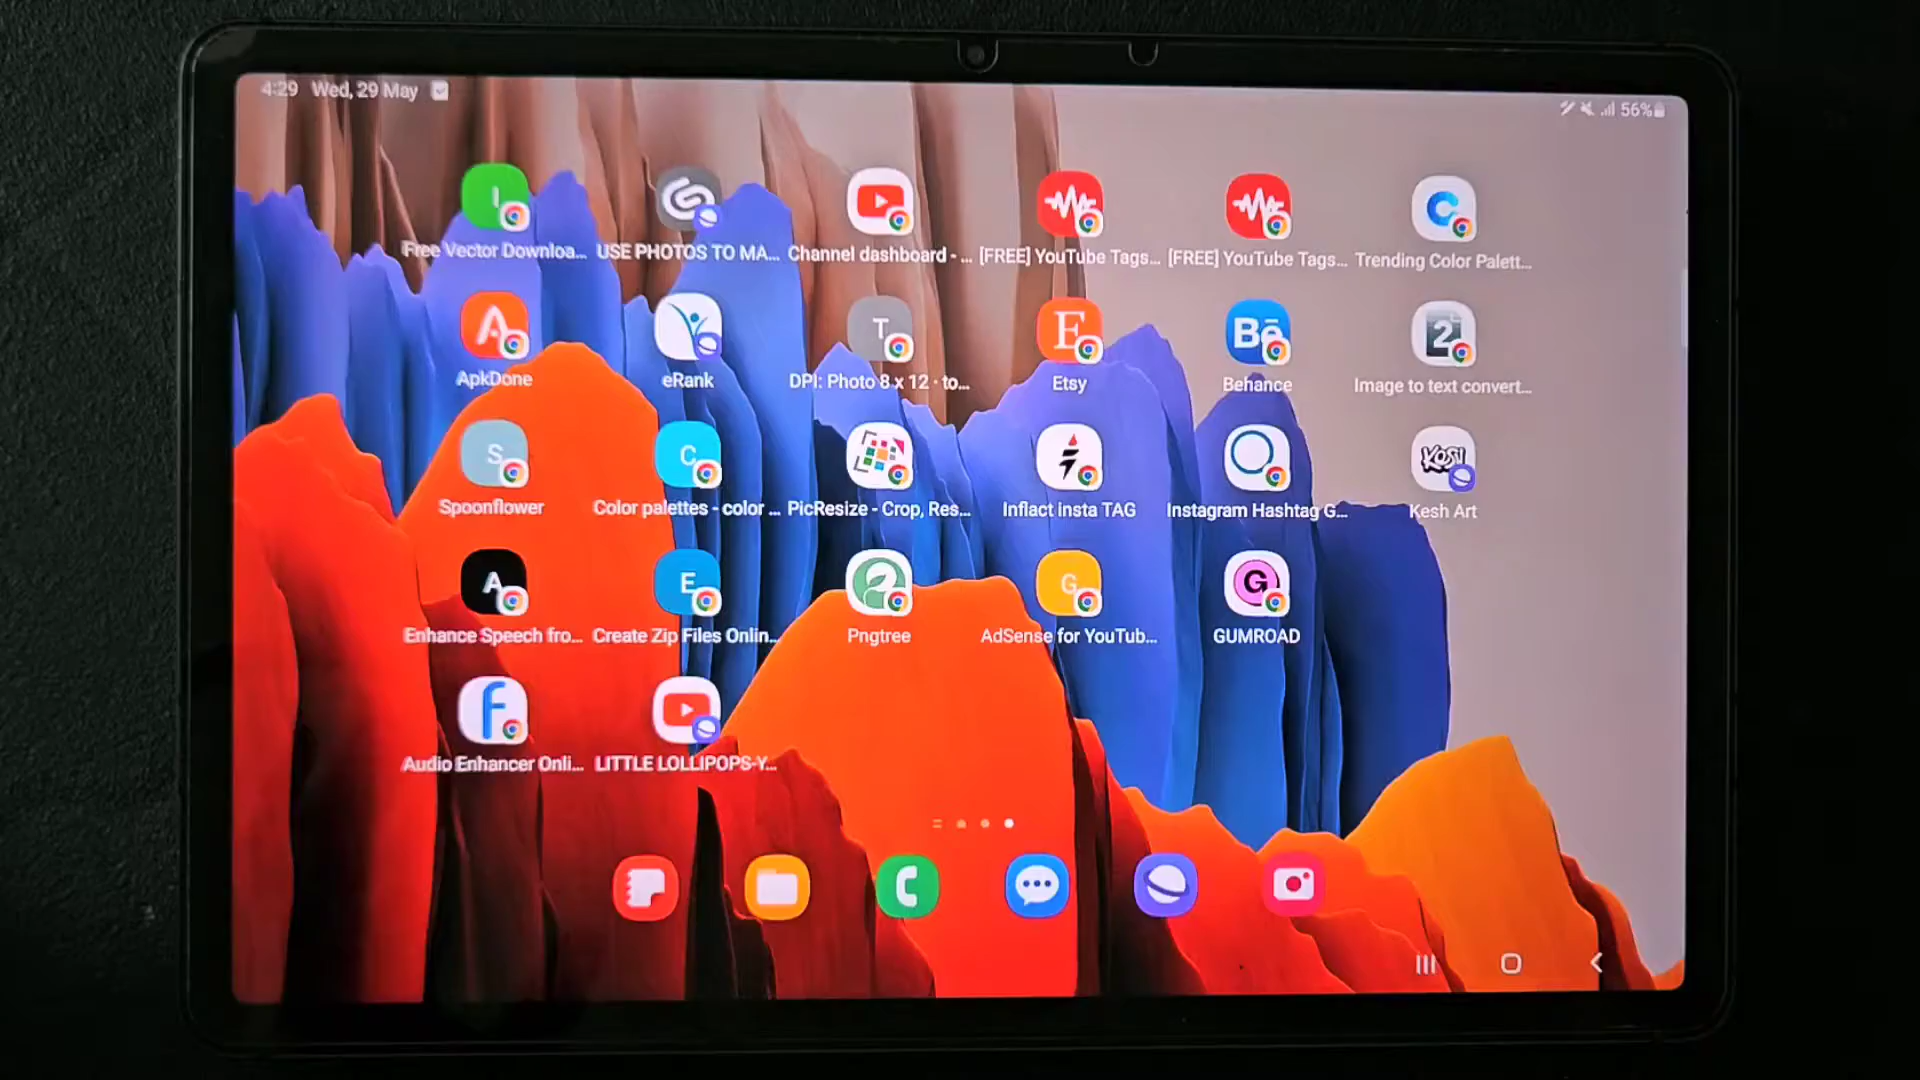 4:29 Wed, 29 May
56%
I
Free Vector Downloa... USE PHOTOS TO MA... Channel dashboard - ... [FREE] YouTube Tags... [FREE] YouTube Tags... Trending Color Palett...
T E Bē 2
ApkDone eRank DPI: Photo 8 x 12 · to... Etsy Behance Image to text convert...
S C KOSH
Spoonflower Color palettes - color ... PicResize - Crop, Res... Inflact insta TAG Instagram Hashtag G... Kesh Art
A E G G
Enhance Speech fro... Create Zip Files Onlin... Pngtree AdSense for YouTub... GUMROAD
f
Audio Enhancer Onli... LITTLE LOLLIPOPS-Y...